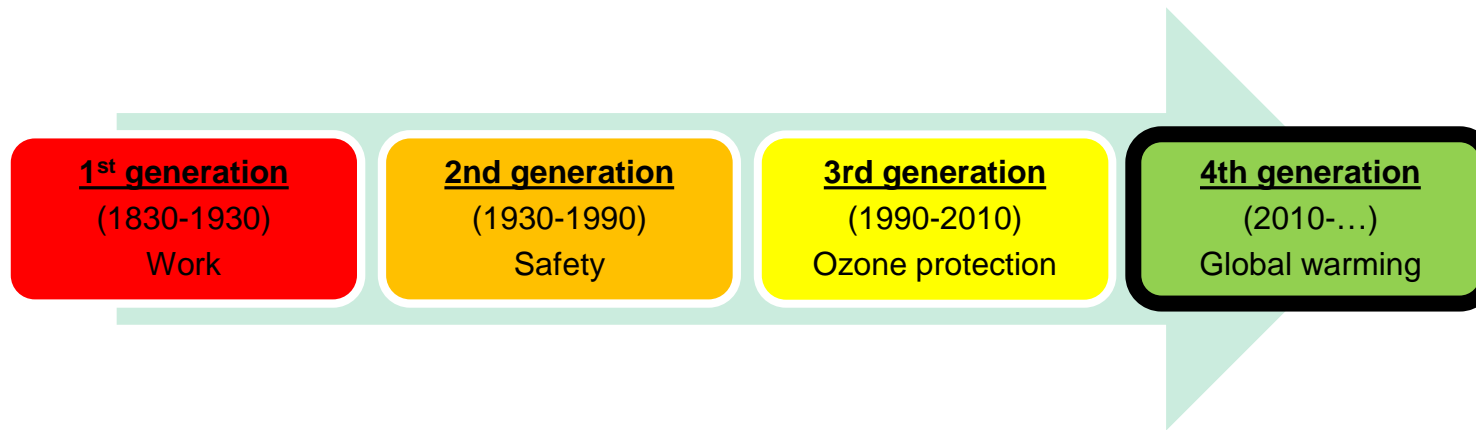 1st generation
(1830-1930)
Work
2nd generation
(1930-1990)
Safety
3rd generation
(1990-2010)
Ozone protection
4th generation
(2010-…)
Global warming